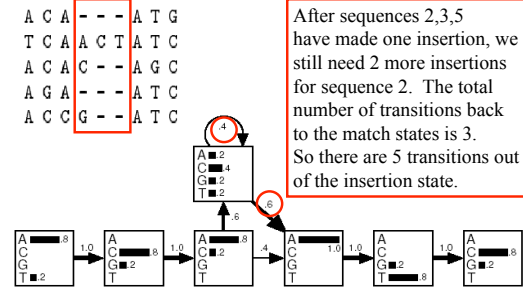 A C A - - - A T G
T C A A C T A T C
A C A C - - A G C
A G A - - - A T C
A C C G - - A T C
After sequences 2,3,5
have made one insertion, we
still need 2 more insertions
for sequence 2. The total
number of transitions back
to the match states is 3.
So there are 5 transitions out
of the insertion state.
.4
A .2
C .4
G .2
T .2
.6
.6
A .8
C
G
T .2
1.0
A
C .8
G .2
T
1.0
A .8
C .2
G
T
.4
A 1.0
C
G
T
1.0
A
C
G .2
T .8
1.0
A
C .8
G .2
T